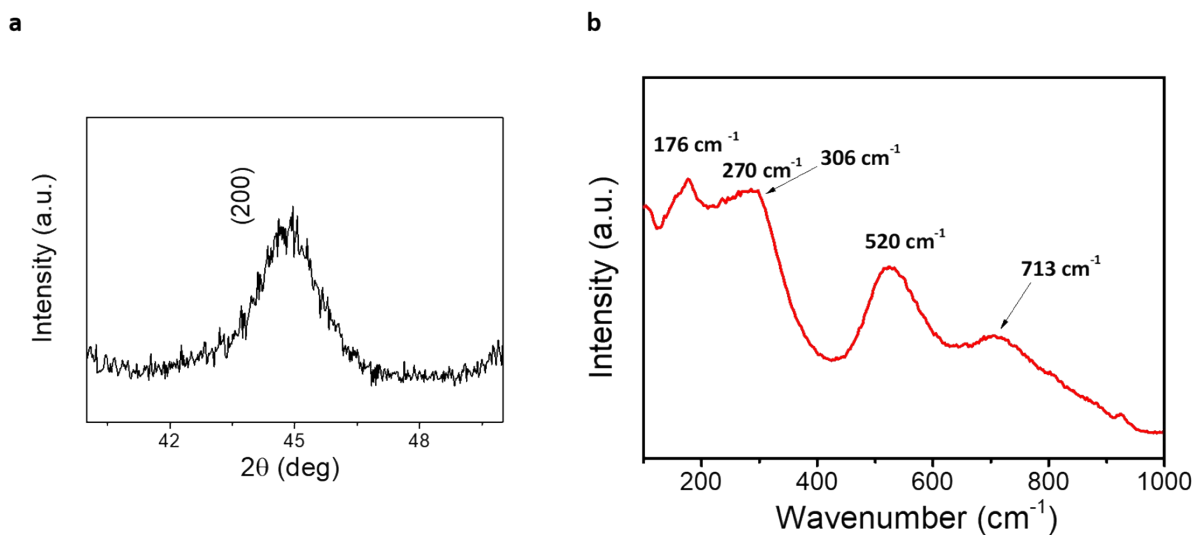 a
Intensity (a.u.)
(200)
42 45 48
2θ (deg)
b
Intensity (a.u.)
176 cm⁻¹
270 cm⁻¹
306 cm⁻¹
520 cm⁻¹
713 cm⁻¹
200 400 600 800 1000
Wavenumber (cm⁻¹)